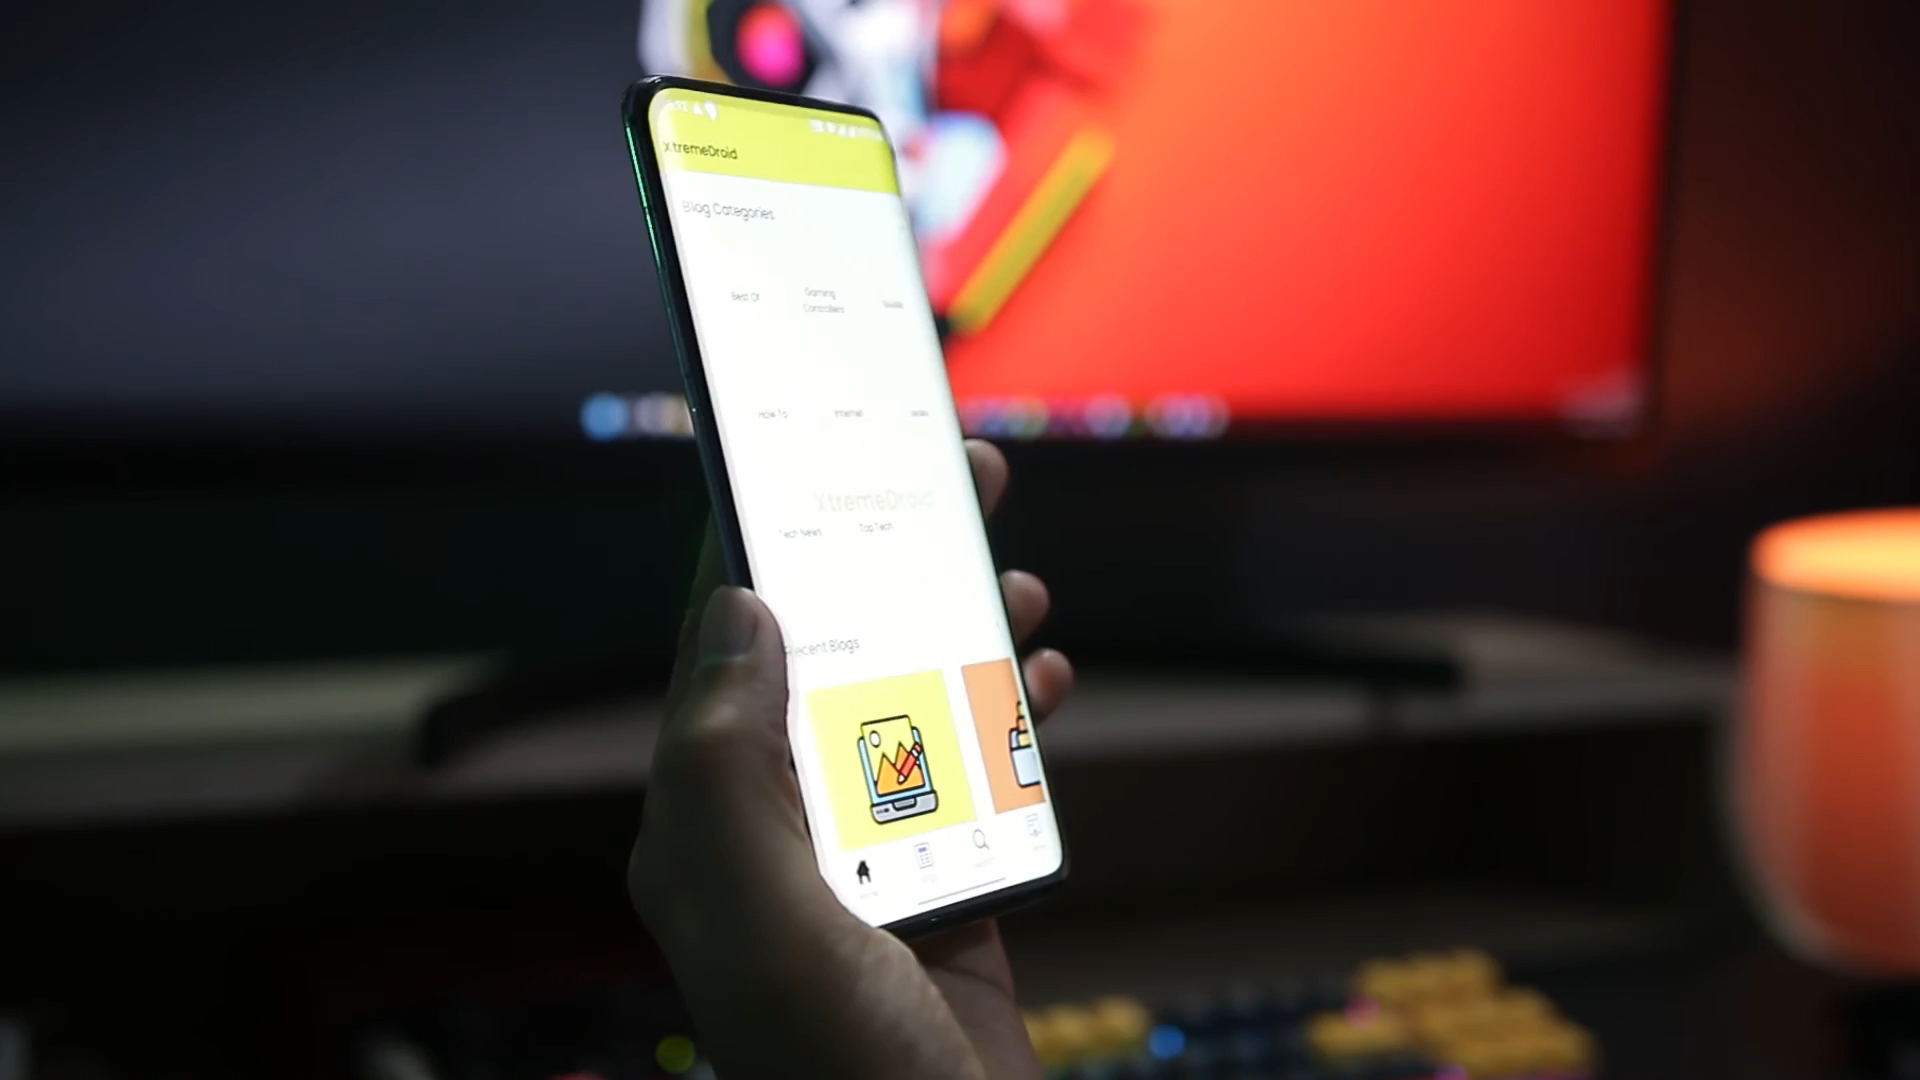 XtremeDroid
Blog Categories
Best Of
Gaming
Controllers
How To
Internet
XtremeDroid
Tech News
Top Tech
Recent Blogs